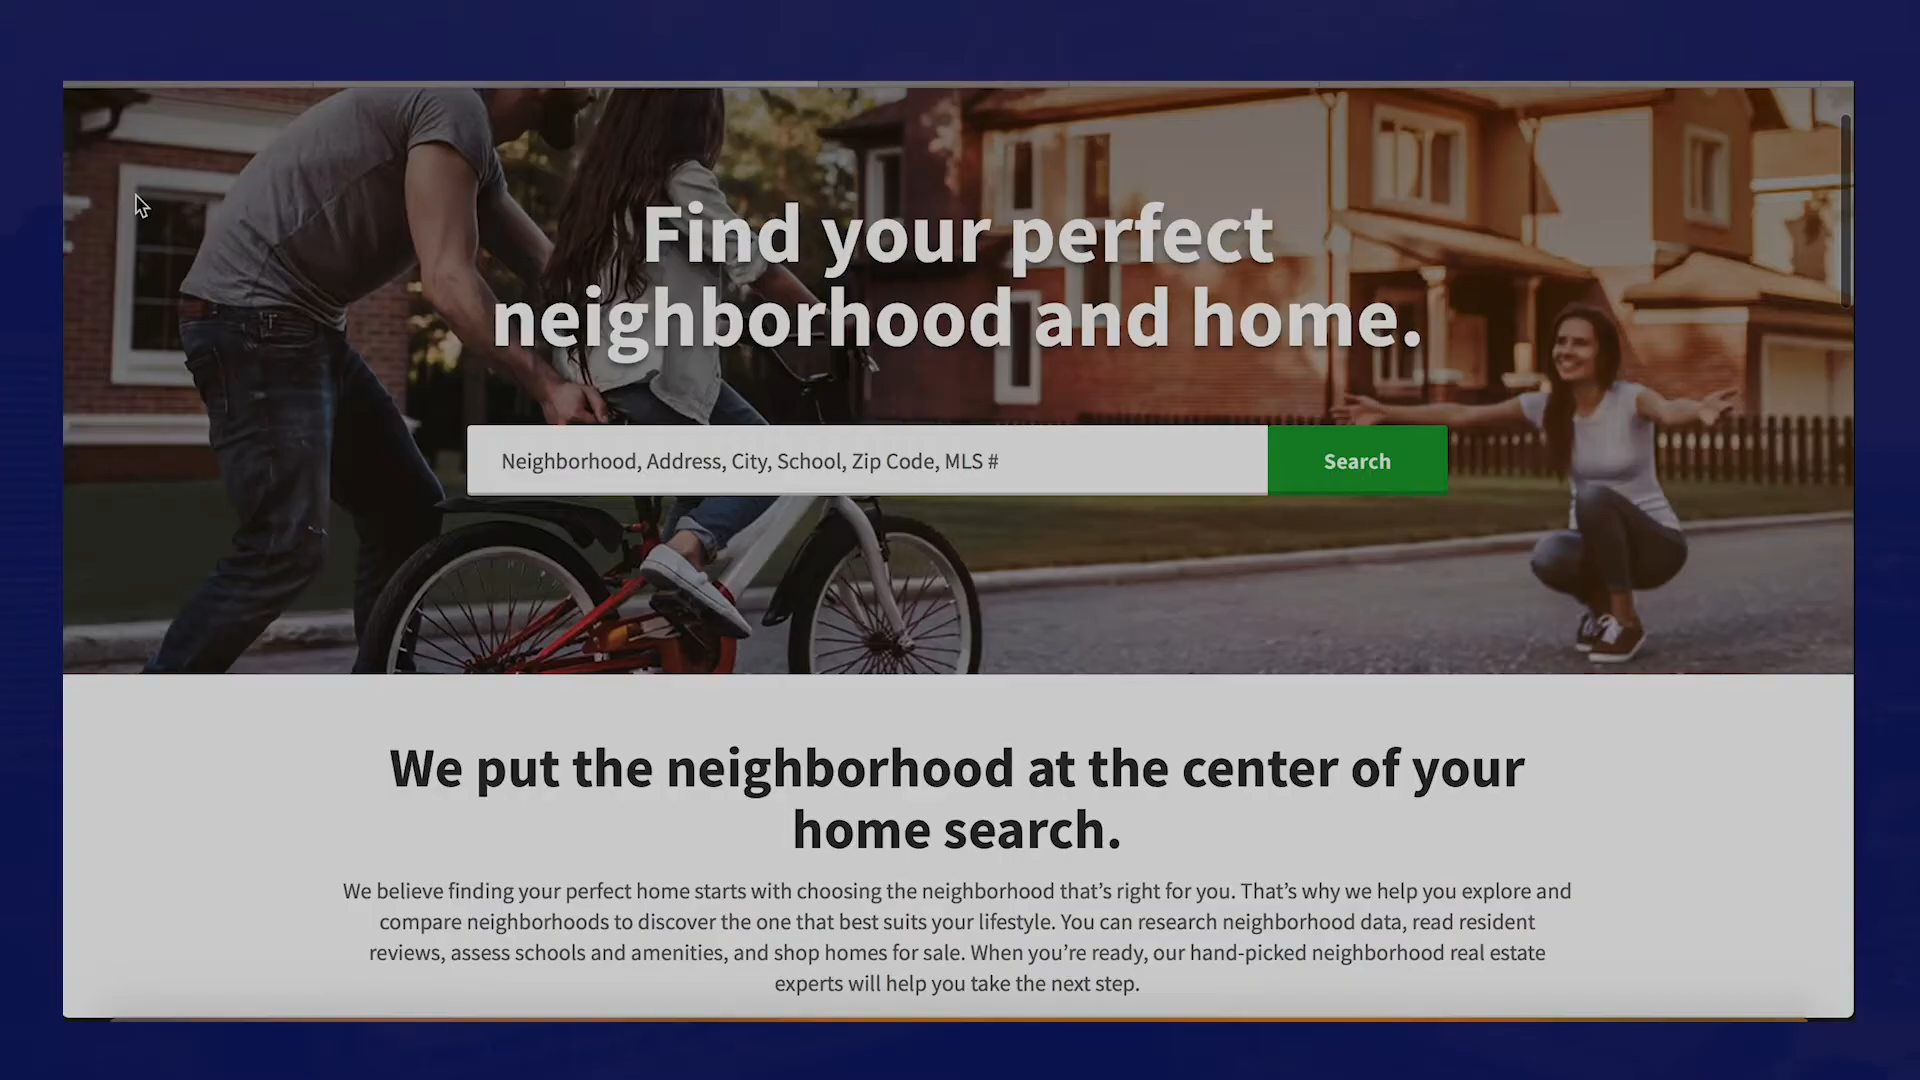 Find your perfect
neighborhood and home.
Neighborhood, Address, City, School, Zip Code, MLS #
Search
We put the neighborhood at the center of your
home search.
We believe finding your perfect home starts with choosing the neighborhood that’s right for you. That’s why we help you explore and
compare neighborhoods to discover the one that best suits your lifestyle. You can research neighborhood data, read resident
reviews, assess schools and amenities, and shop homes for sale. When you’re ready, our hand-picked neighborhood real estate
experts will help you take the next step.